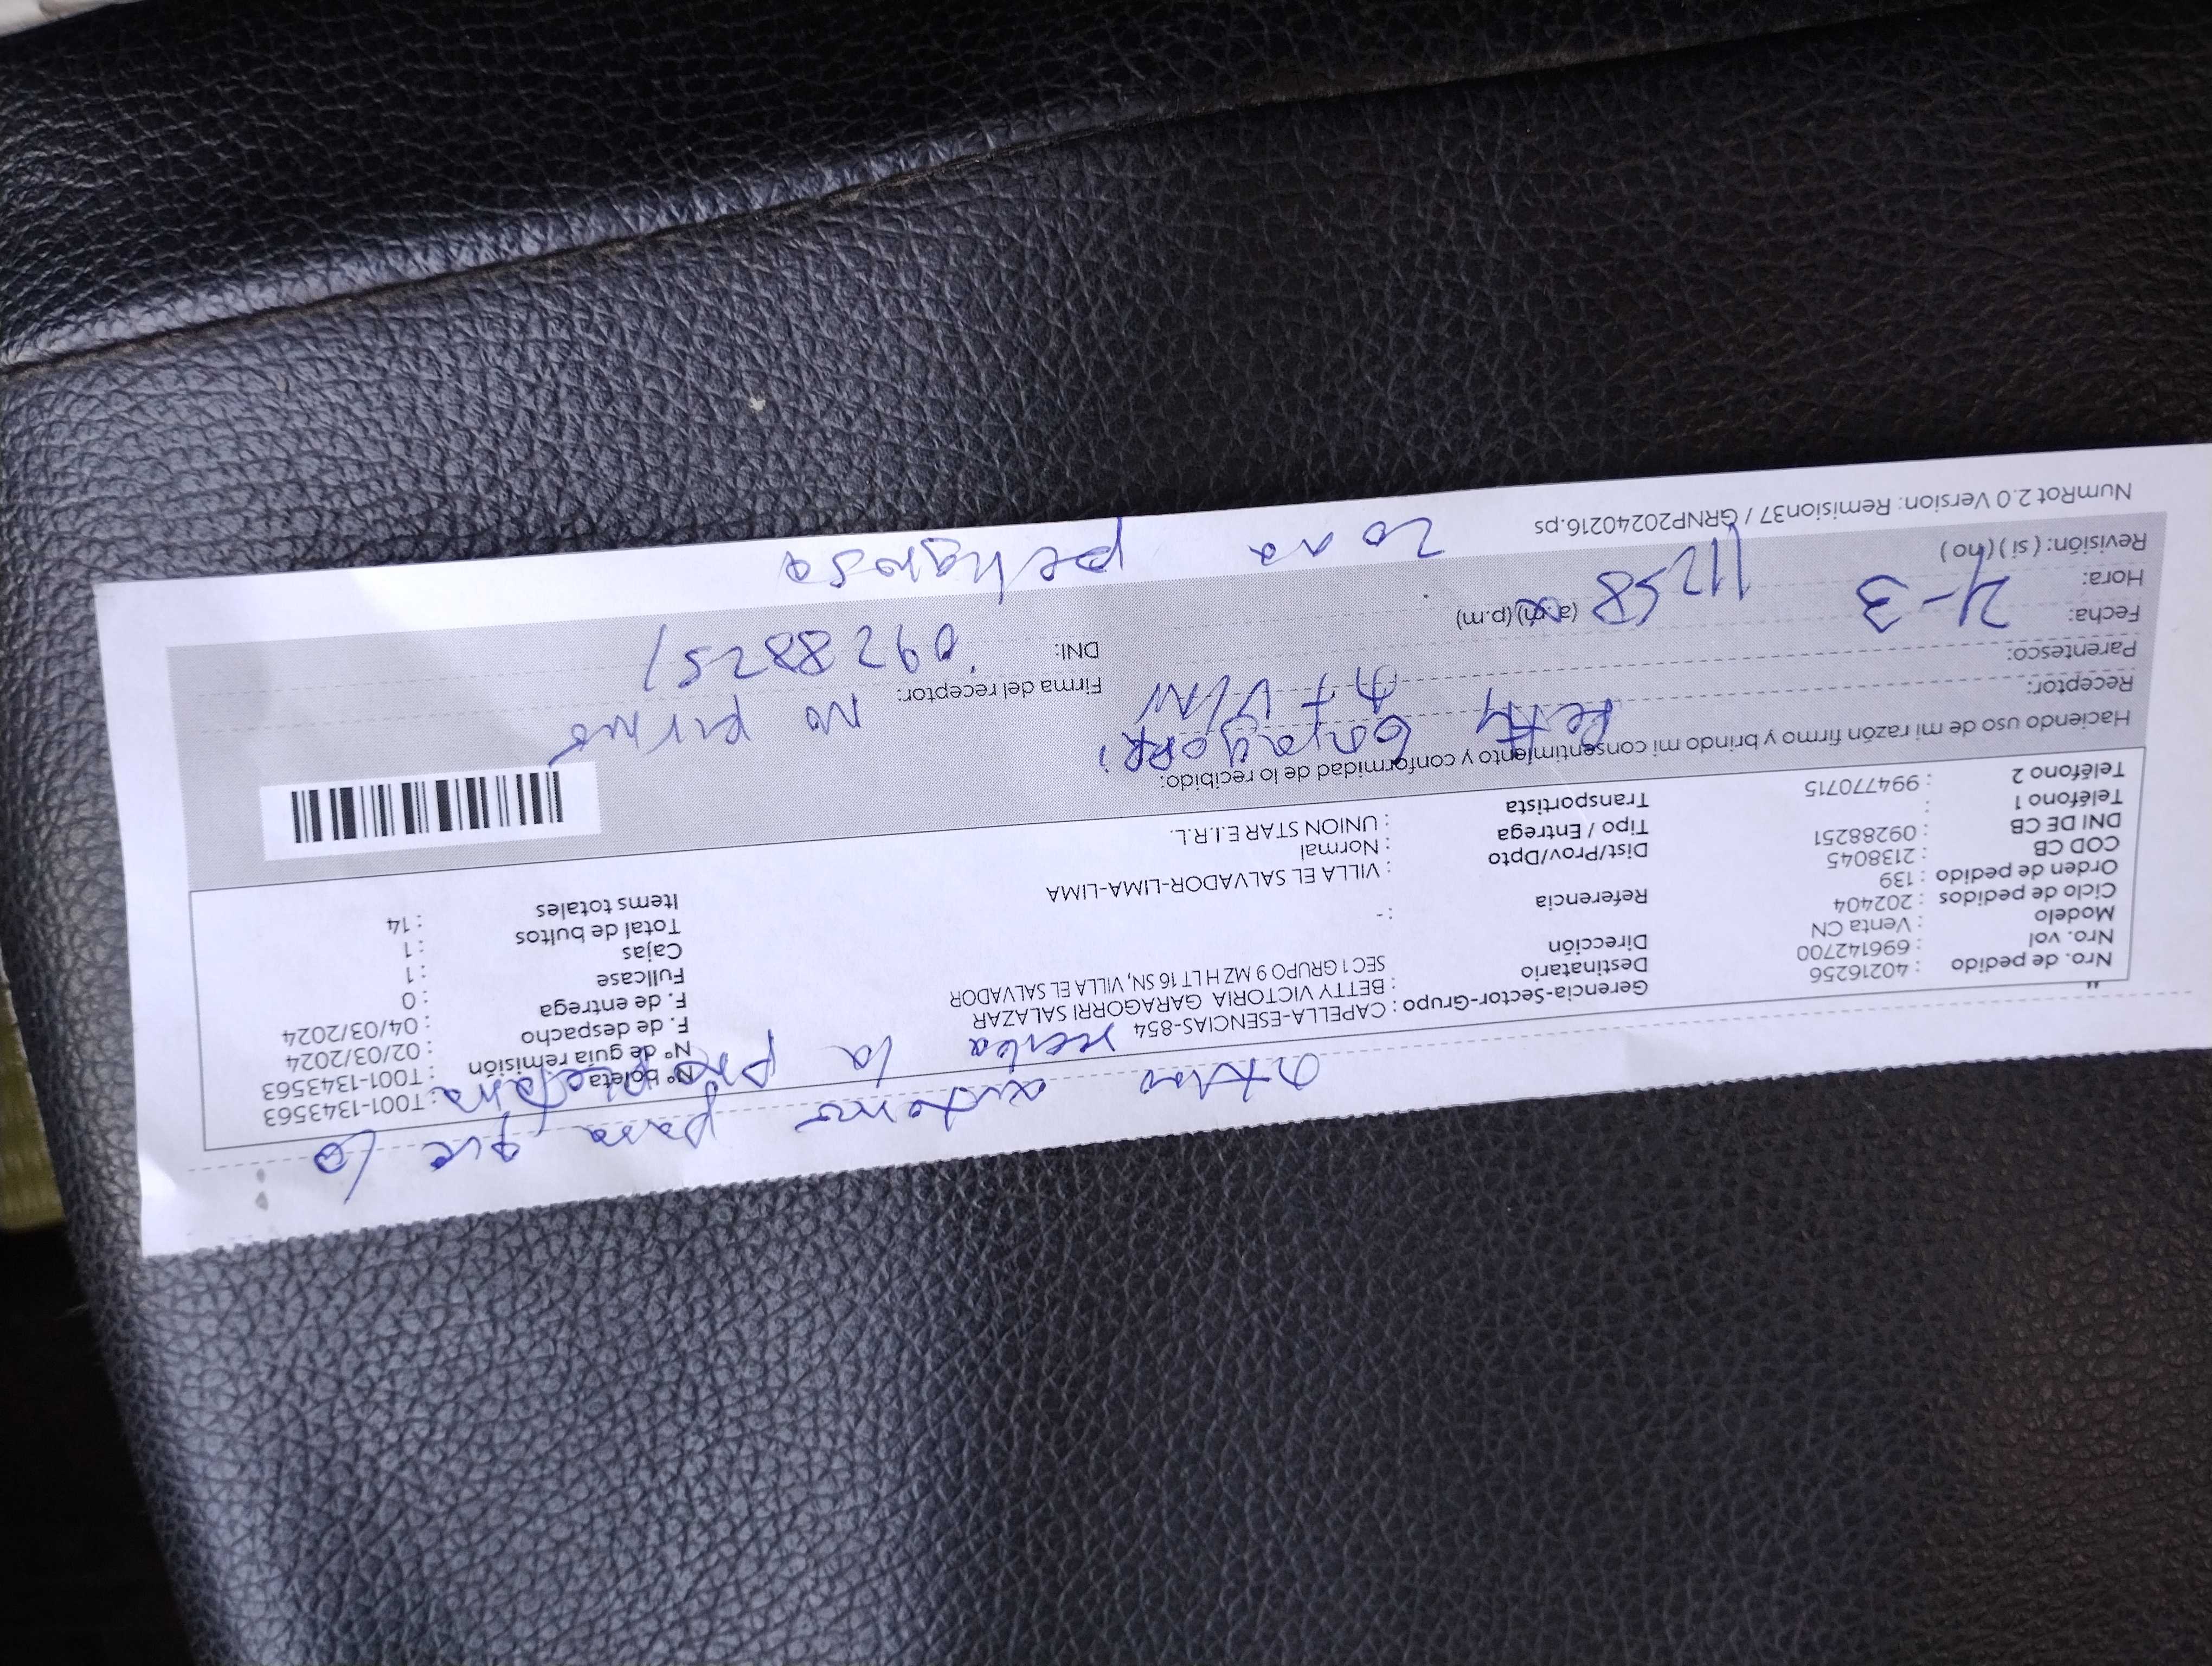 para que lo
autorizo
reciba la propietaria
Gerencia-Sector-Grupo : CAPELLA-ESENCIAS-854
Nro. de pedido : 40216256
Nro. vol : 696142700
Modelo : Venta CN
Ciclo de pedidos : 202404
Orden de pedido : 139
COD CB : 2138045
DNI DE CB : 09288251
Teléfono 1 :
Teléfono 2 : 994770715
Destinatario : BETTY VICTORIA GARAGORRI SALAZAR
Dirección SEC 1 GRUPO 9 MZ H LT 16 SN, VILLA EL SALVADOR
Referencia : -
Dist/Prov/Dpto : VILLA EL SALVADOR-LIMA-LIMA
Tipo / Entrega : Normal
Transportista : UNION STAR E.I.R.L.
N° boleta : T001-1343563
N° de guía remisión : T001-1343563
F. de despacho : 02/03/2024
F. de entrega : 04/03/2024
Fullcase : 0
Cajas : 1
Total de bultos : 1
Items totales : 14
Haciendo uso de mi razón firmo y brindo mi consentimiento y conformidad de lo recibido:
Receptor: Betty Garagorri
Parentesco:
Fecha: 4-3
Hora: 11:58 (a.m) (p.m)
Revisión: ( si ) ( no )
Firma del receptor: no firmo
DNI: 09288251
NumRot 2.0 Version: Remision37 / GRNP20240216.ps
zona peligrosa